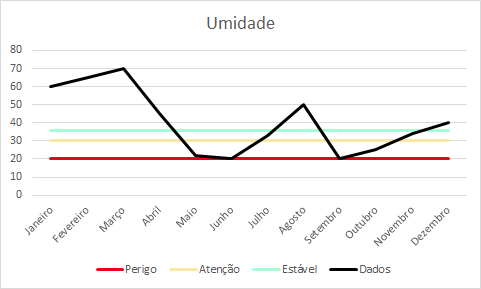 Umidade
80
70
60
50
40
30
20
10
0
Janeiro
Fevereiro
Março
Abril
Maio
Junho
Julho
Agosto
Setembro
Outubro
Novembro
Dezembro
Perigo Atenção Estável Dados